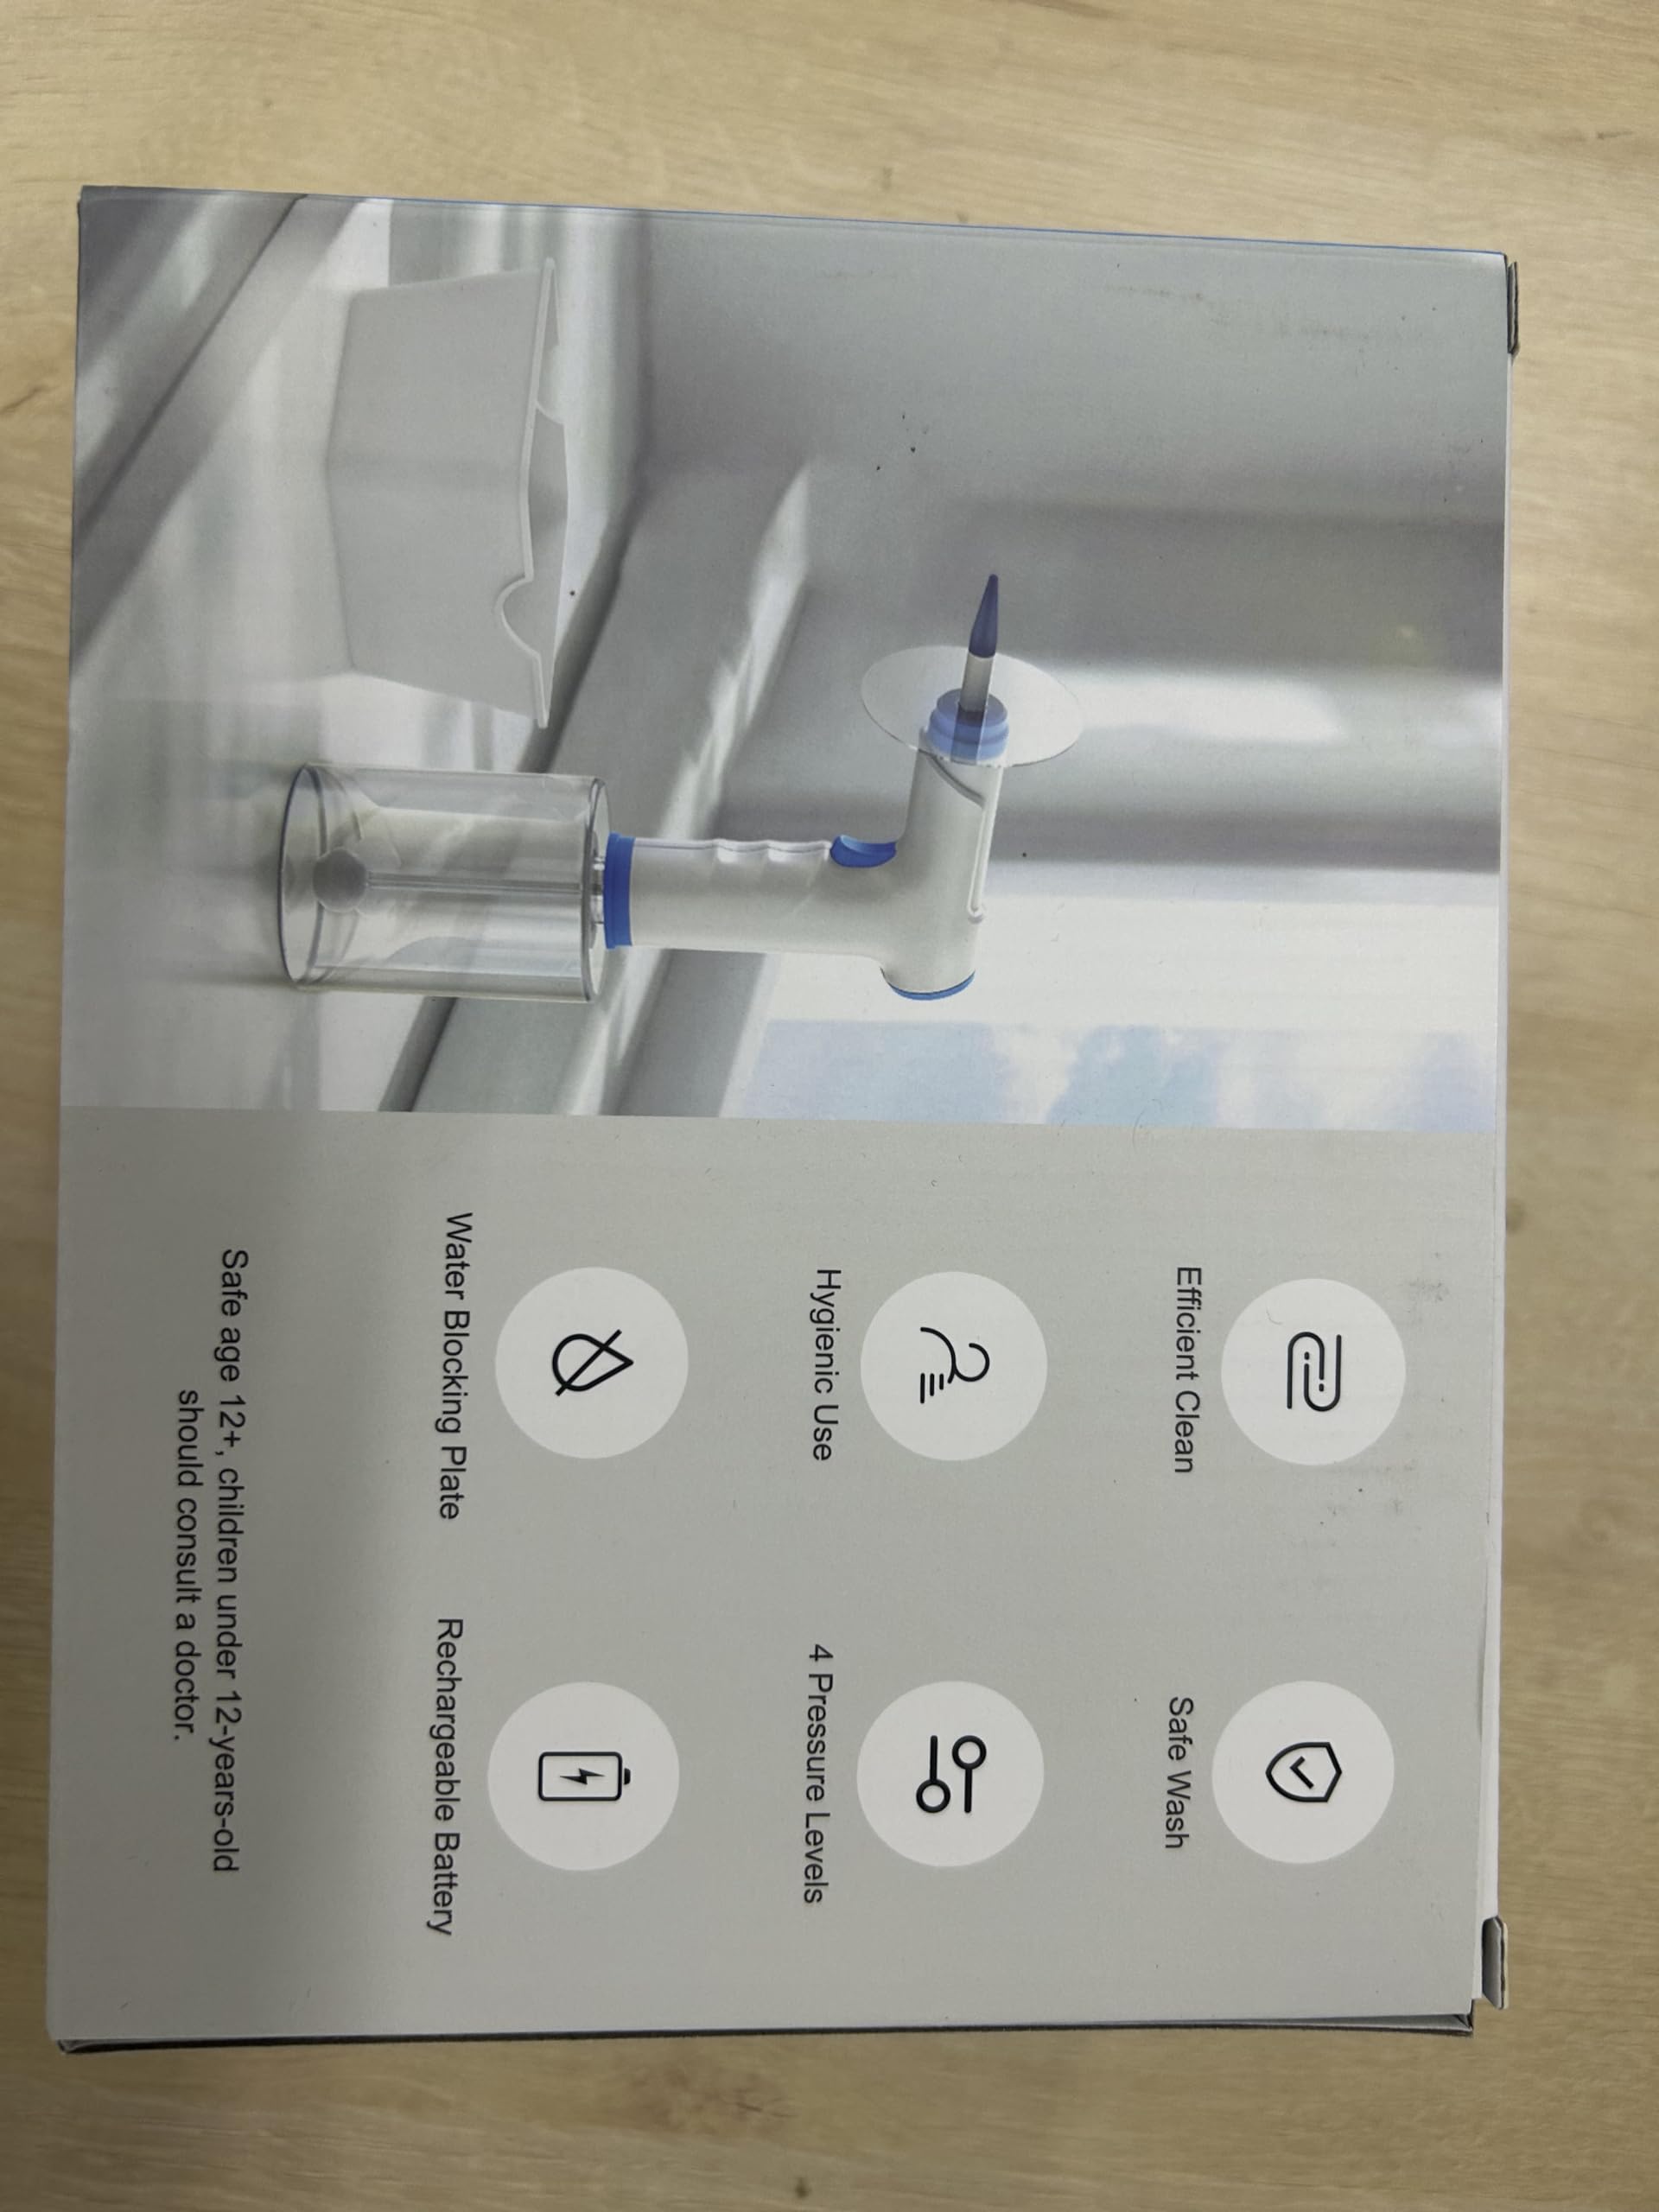 Efficient Clean
Safe Wash
Hygienic Use
4 Pressure Levels
Water Blocking Plate
Rechargeable Battery
Safe age 12+, children under 12-years-old
should consult a doctor.